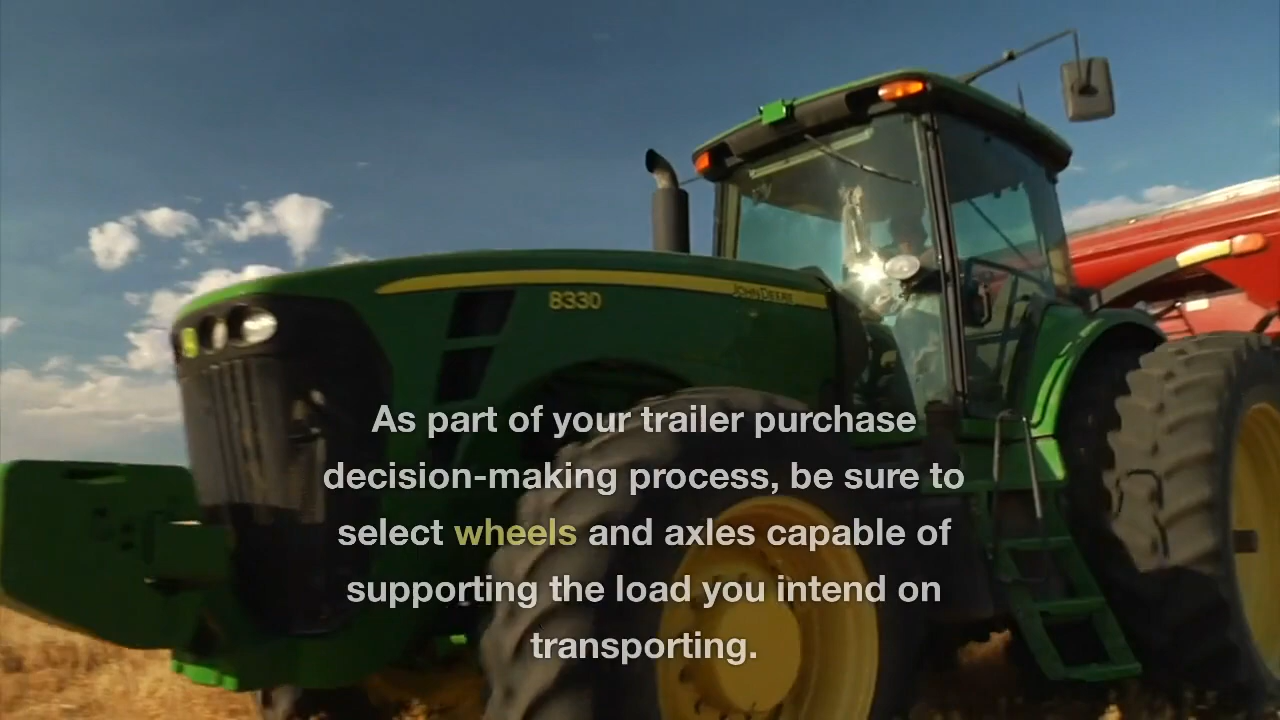 8330
JOHN DEERE
As part of your trailer purchase
decision-making process, be sure to
select wheels and axles capable of
supporting the load you intend on
transporting.